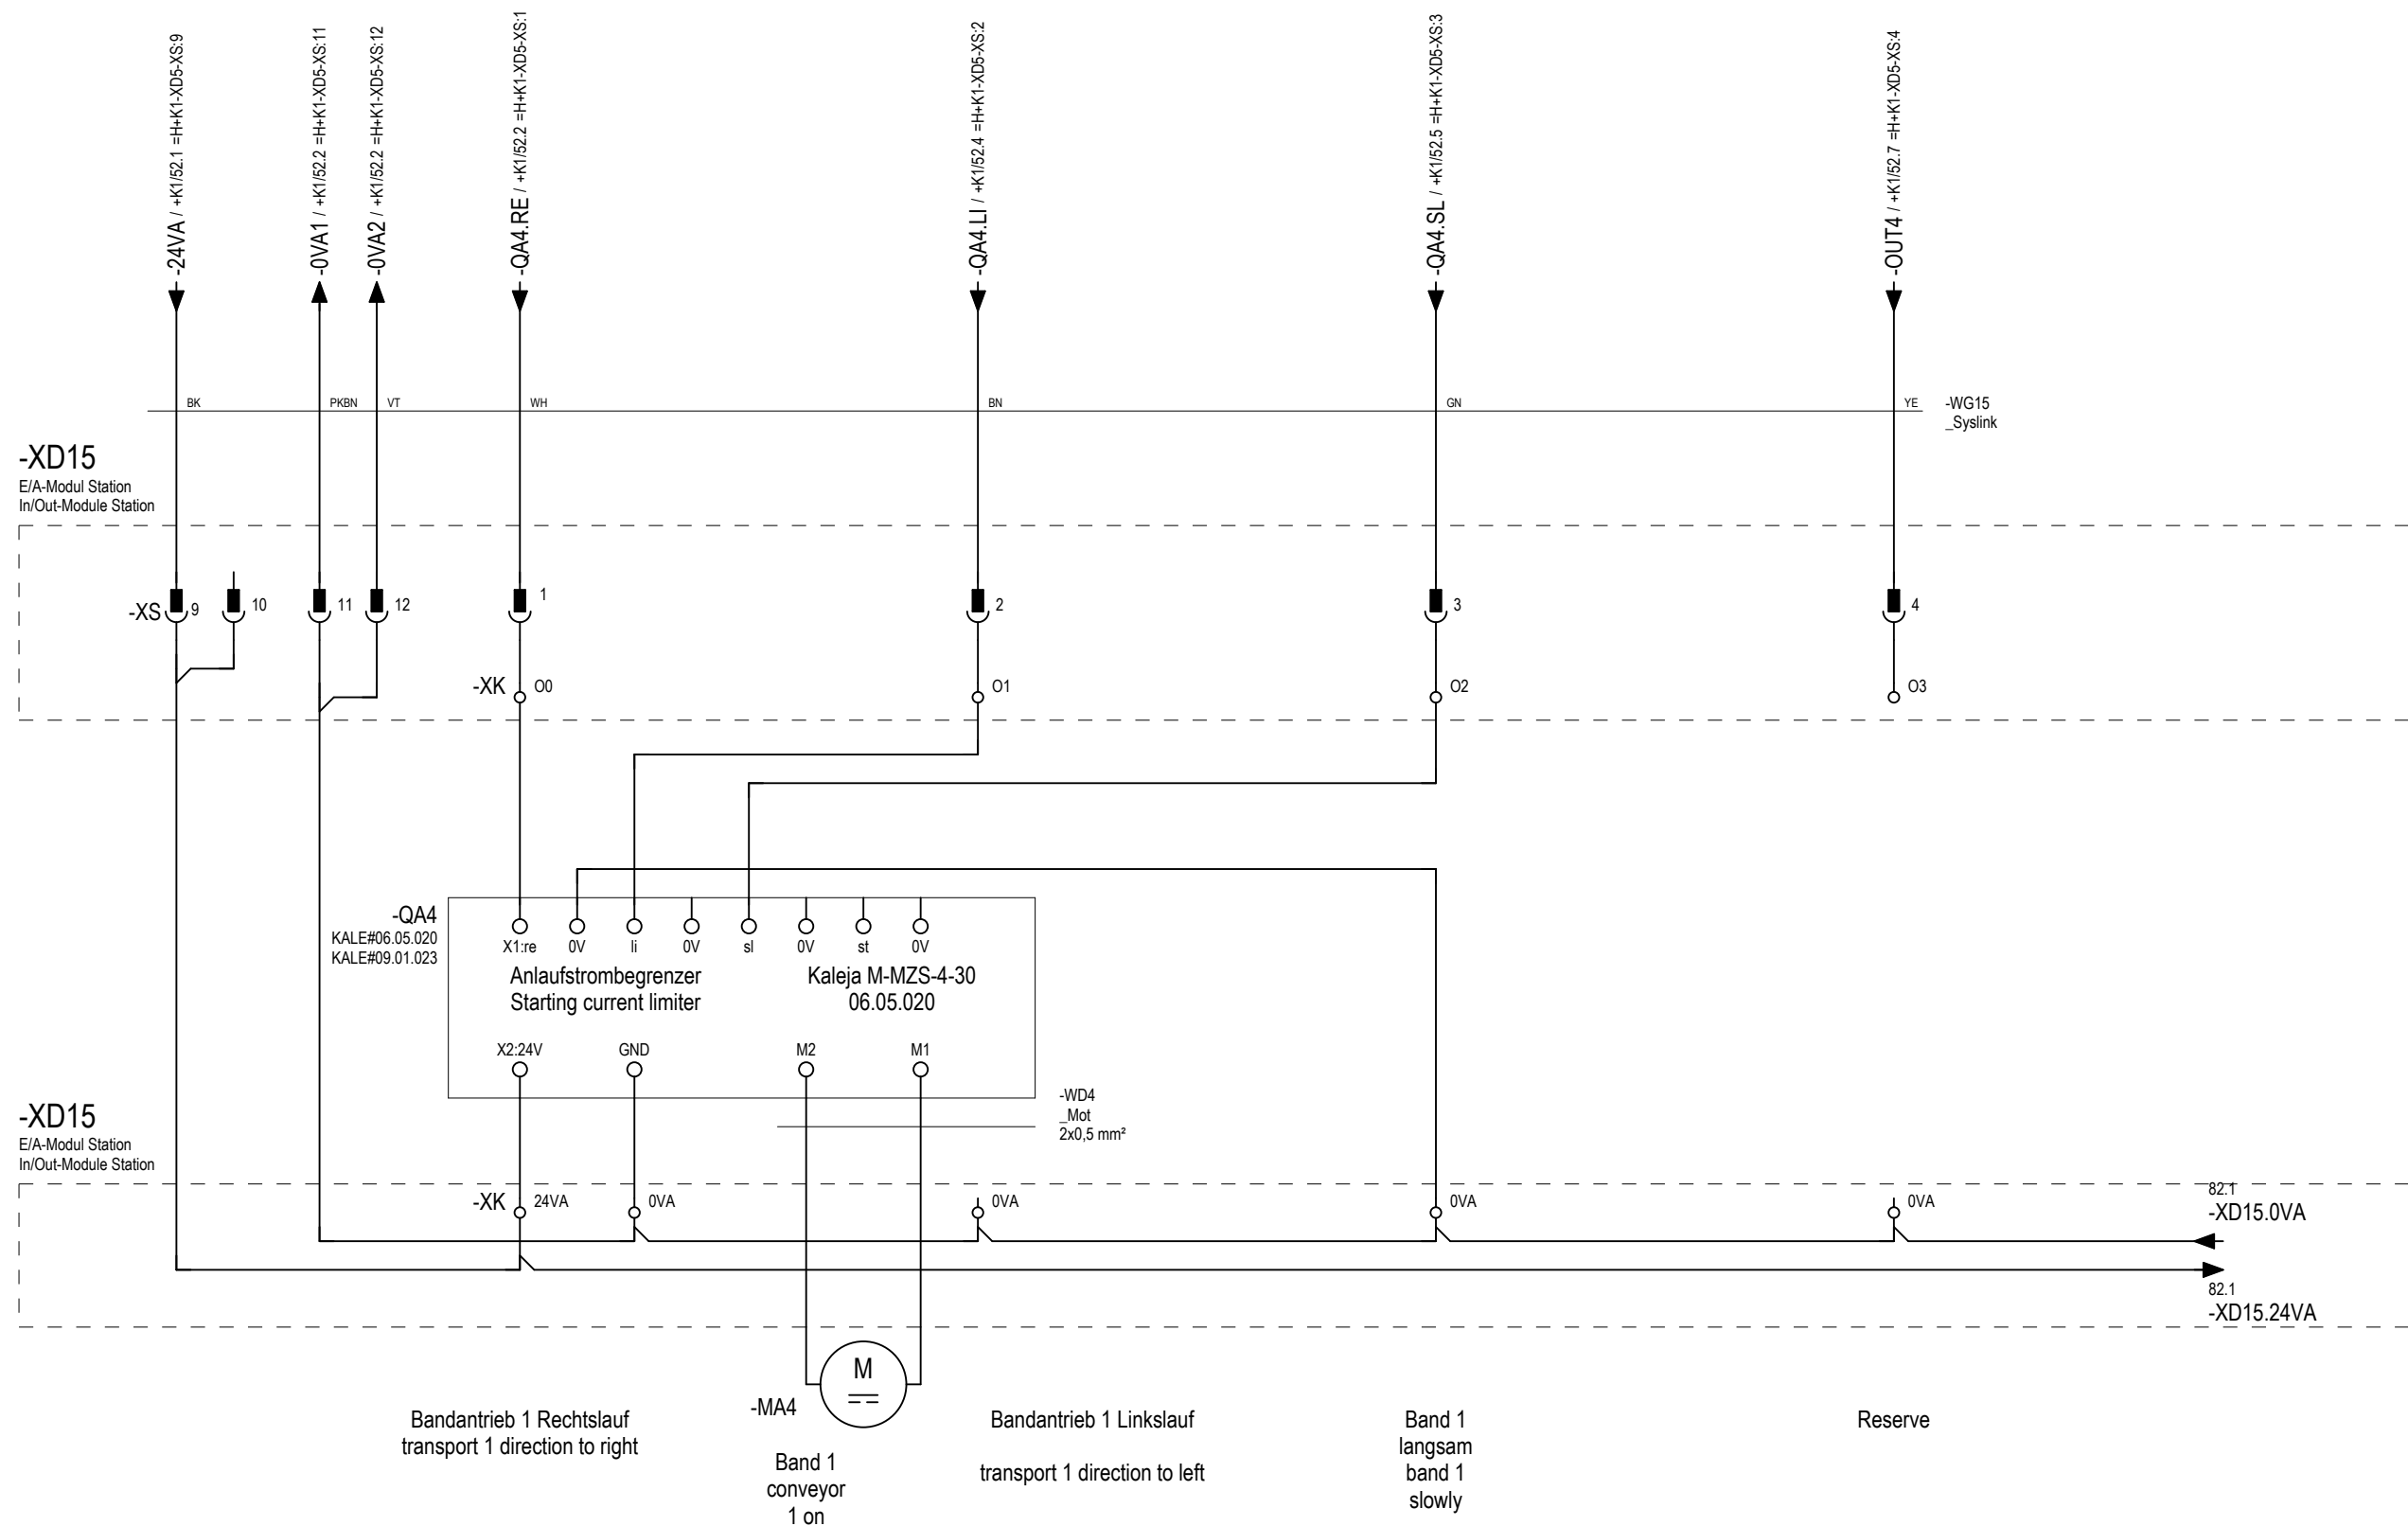 -24VA / +K1/52.1 =H+K1-XD5-XS:9
-0VA1 / +K1/52.2 =H+K1-XD5-XS:11
-0VA2 / +K1/52.2 =H+K1-XD5-XS:12
-QA4.RE / +K1/52.2 =H+K1-XD5-XS:1
-QA4.LI / +K1/52.4 =H+K1-XD5-XS:2
-QA4.SL / +K1/52.5 =H+K1-XD5-XS:3
-OUT4 / +K1/52.7 =H+K1-XD5-XS:4
BK PKBN VT WH BN GN YE
-WG15
_Syslink
-XD15
E/A-Modul Station
In/Out-Module Station
-XS 9 10 11 12 1 2 3 4
-XK O0 O1 O2 O3
-QA4
KALE#06.05.020
KALE#09.01.023
X1:re 0V li 0V sl 0V st 0V
Anlaufstrombegrenzer
Starting current limiter
Kaleja M-MZS-4-30
06.05.020
X2:24V GND M2 M1
-WD4
_Mot
2x0,5 mm²
-XD15
E/A-Modul Station
In/Out-Module Station
-XK 24VA 0VA 0VA 0VA 0VA
82.1
-XD15.0VA
82.1
-XD15.24VA
M
-MA4
Bandantrieb 1 Rechtslauf
transport 1 direction to right
Band 1
conveyor
1 on
Bandantrieb 1 Linkslauf
transport 1 direction to left
Band 1
langsam
band 1
slowly
Reserve